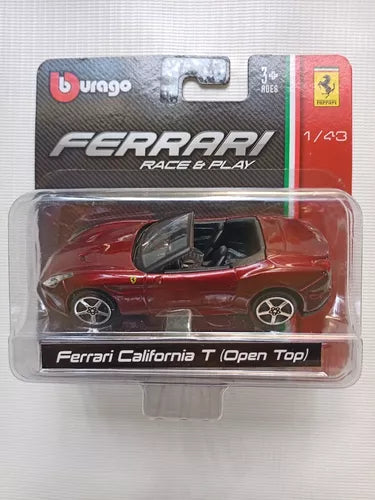 burago
3+
AGES
Ferrari
FERRARI
RACE & PLAY
1/43
Ferrari California T (Open Top)